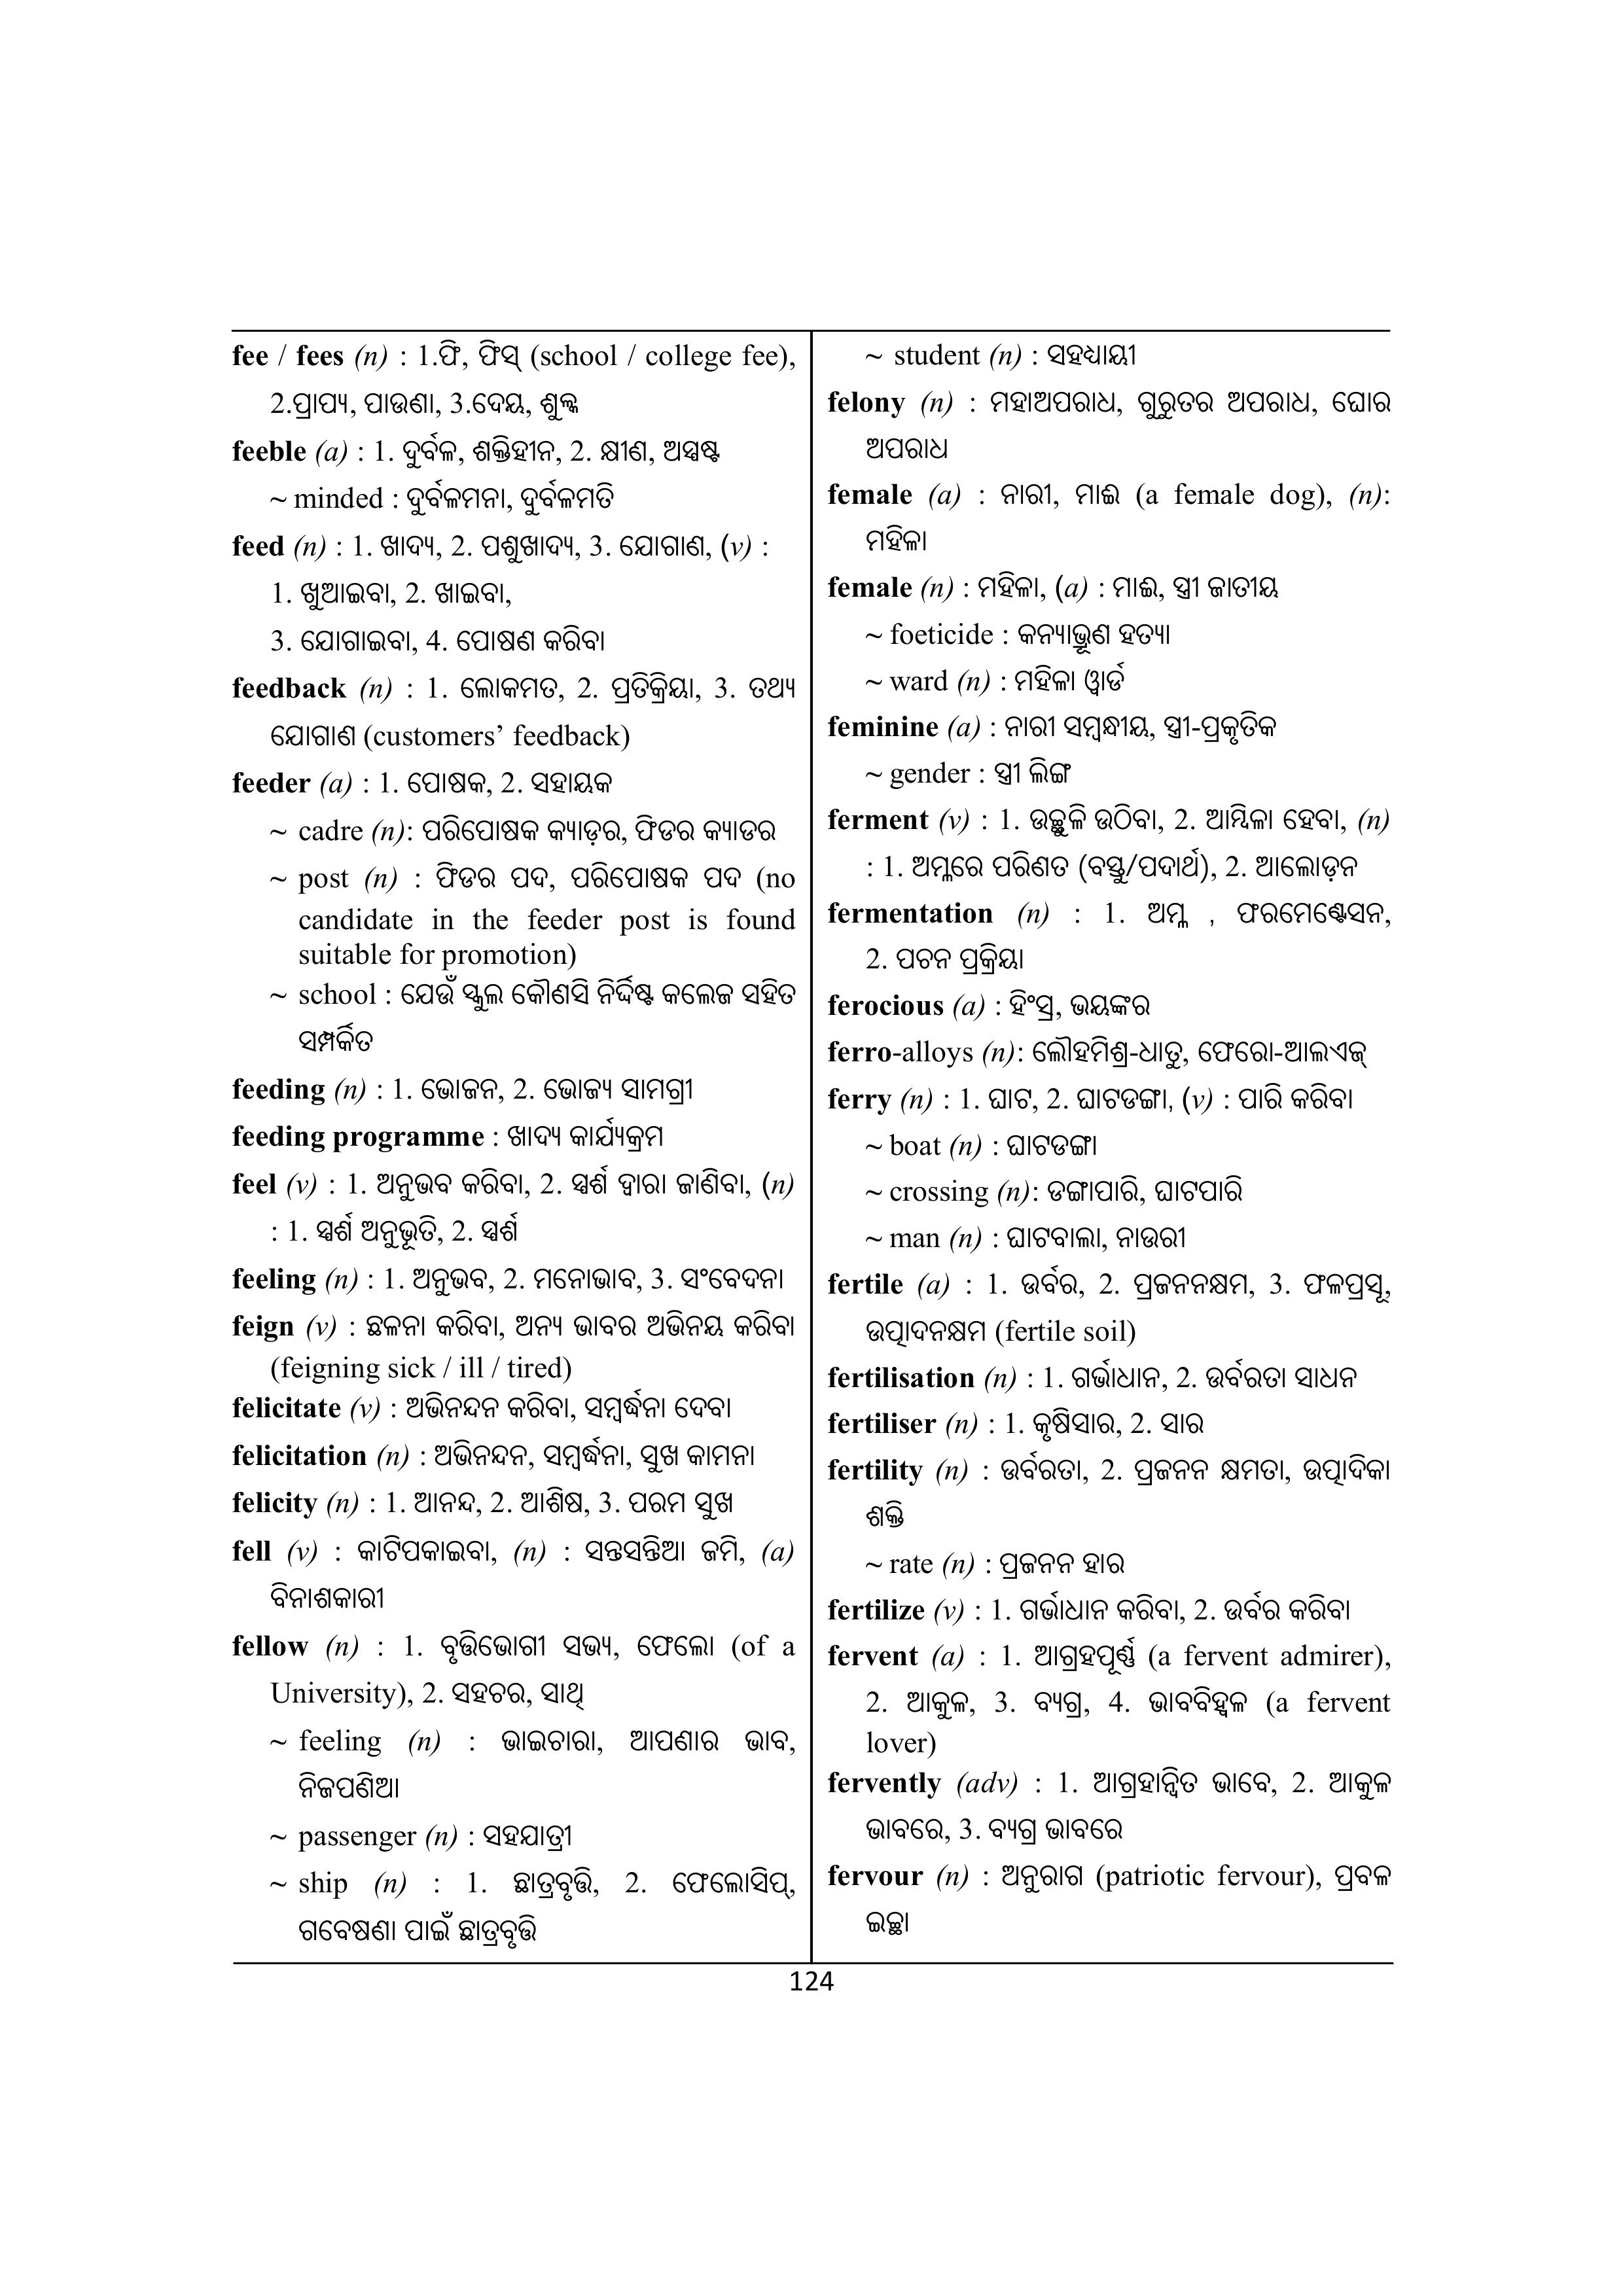 fee / fees (n) : 1.ଫି, ଫିସ୍ (school / college fee),
2.ପ୍ରାପ୍ୟ, ପାଉଣା, 3.ଦେୟ, ଶୁଳ୍କ
feeble (a) : 1. ଦୁର୍ବଳ, ଶକ୍ତିହୀନ, 2. କ୍ଷୀଣ, ଅସ୍ପଷ୍ଟ
~ minded : ଦୁର୍ବଳମନା, ଦୁର୍ବଳମତି
feed (n) : 1. ଖାଦ୍ୟ, 2. ପଶୁଖାଦ୍ୟ, 3. ଯୋଗାଣ, (v) :
1. ଖୁଆଇବା, 2. ଖାଇବା,
3. ଯୋଗାଇବା, 4. ପୋଷଣ କରିବା
feedback (n) : 1. ଲୋକମତ, 2. ପ୍ରତିକ୍ରିୟା, 3. ତଥ୍ୟ
ଯୋଗାଣ (customers’ feedback)
feeder (a) : 1. ପୋଷକ, 2. ସହାୟକ
~ cadre (n): ପରିପୋଷକ କ୍ୟାଡ଼ର, ଫିଡର କ୍ୟାଡର
~ post (n) : ଫିଡର ପଦ, ପରିପୋଷକ ପଦ (no
candidate in the feeder post is found
suitable for promotion)
~ school : ଯେଉଁ ସ୍କୁଲ କୌଣସି ନିର୍ଦ୍ଦିଷ୍ଟ କଲେଜ ସହିତ
ସମ୍ପର୍କିତ
feeding (n) : 1. ଭୋଜନ, 2. ଭୋଜ୍ୟ ସାମଗ୍ରୀ
feeding programme : ଖାଦ୍ୟ କାର୍ଯ୍ୟକ୍ରମ
feel (v) : 1. ଅନୁଭବ କରିବା, 2. ସ୍ପର୍ଶ ଦ୍ୱାରା ଜାଣିବା, (n)
: 1. ସ୍ପର୍ଶ ଅନୁଭୂତି, 2. ସ୍ପର୍ଶ
feeling (n) : 1. ଅନୁଭବ, 2. ମନୋଭାବ, 3. ସଂବେଦନା
feign (v) : ଛଳନା କରିବା, ଅନ୍ୟ ଭାବର ଅଭିନୟ କରିବା
(feigning sick / ill / tired)
felicitate (v) : ଅଭିନନ୍ଦନ କରିବା, ସମ୍ବର୍ଦ୍ଧନା ଦେବା
felicitation (n) : ଅଭିନନ୍ଦନ, ସମ୍ବର୍ଦ୍ଧନା, ସୁଖ କାମନା
felicity (n) : 1. ଆନନ୍ଦ, 2. ଆଶିଷ, 3. ପରମ ସୁଖ
fell (v) : କାଟିପକାଇବା, (n) : ସନ୍ତସନ୍ତିଆ ଜମି, (a)
ବିନାଶକାରୀ
fellow (n) : 1. ବୃତ୍ତିଭୋଗୀ ସଭ୍ୟ, ଫେଲୋ (of a
University), 2. ସହଚର, ସାଥି
~ feeling (n) : ଭାଇଚାରା, ଆପଣାର ଭାବ,
ନିଜପଣିଆ
~ passenger (n) : ସହଯାତ୍ରୀ
~ ship (n) : 1. ଛାତ୍ରବୃତ୍ତି, 2. ଫେଲୋସିପ୍,
ଗବେଷଣା ପାଇଁ ଛାତ୍ରବୃତ୍ତି
~ student (n) : ସହଧ୍ୟାୟୀ
felony (n) : ମହାଅପରାଧ, ଗୁରୁତର ଅପରାଧ, ଘୋର
ଅପରାଧ
female (a) : ନାରୀ, ମାଈ (a female dog), (n):
ମହିଳା
female (n) : ମହିଳା, (a) : ମାଈ, ସ୍ତ୍ରୀ ଜାତୀୟ
~ foeticide : କନ୍ୟାଭ୍ରୂଣ ହତ୍ୟା
~ ward (n) : ମହିଳା ୱାର୍ଡ
feminine (a) : ନାରୀ ସମ୍ବନ୍ଧୀୟ, ସ୍ତ୍ରୀ-ପ୍ରକୃତିକ
~ gender : ସ୍ତ୍ରୀ ଲିଙ୍ଗ
ferment (v) : 1. ଉଚ୍ଛୁଳି ଉଠିବା, 2. ଆମ୍ଭିଳା ହେବା, (n)
: 1. ଅମ୍ଳରେ ପରିଣତ (ବସ୍ତୁ/ପଦାର୍ଥ), 2. ଆଲୋଡ଼ନ
fermentation (n) : 1. ଅମ୍ଳ , ଫରମେଣ୍ଟେସନ,
2. ପଚନ ପ୍ରକ୍ରିୟା
ferocious (a) : ହିଂସ୍ର, ଭୟଙ୍କର
ferro-alloys (n): ଲୌହମିଶ୍ର-ଧାତୁ, ଫେରୋ-ଆଲଏଜ୍
ferry (n) : 1. ଘାଟ, 2. ଘାଟଡଙ୍ଗା, (v) : ପାରି କରିବା
~ boat (n) : ଘାଟଡଙ୍ଗା
~ crossing (n): ଡଙ୍ଗାପାରି, ଘାଟପାରି
~ man (n) : ଘାଟବାଲା, ନାଉରୀ
fertile (a) : 1. ଉର୍ବର, 2. ପ୍ରଜନନକ୍ଷମ, 3. ଫଳପ୍ରସୂ,
ଉତ୍ପାଦନକ୍ଷମ (fertile soil)
fertilisation (n) : 1. ଗର୍ଭାଧାନ, 2. ଉର୍ବରତା ସାଧନ
fertiliser (n) : 1. କୃଷିସାର, 2. ସାର
fertility (n) : ଉର୍ବରତା, 2. ପ୍ରଜନନ କ୍ଷମତା, ଉତ୍ପାଦିକା
ଶକ୍ତି
~ rate (n) : ପ୍ରଜନନ ହାର
fertilize (v) : 1. ଗର୍ଭାଧାନ କରିବା, 2. ଉର୍ବର କରିବା
fervent (a) : 1. ଆଗ୍ରହପୂର୍ଣ୍ଣ (a fervent admirer),
2. ଆକୁଳ, 3. ବ୍ୟଗ୍ର, 4. ଭାବବିହ୍ୱଳ (a fervent
lover)
fervently (adv) : 1. ଆଗ୍ରହାନ୍ୱିତ ଭାବେ, 2. ଆକୁଳ
ଭାବରେ, 3. ବ୍ୟଗ୍ର ଭାବରେ
fervour (n) : ଅନୁରାଗ (patriotic fervour), ପ୍ରବଳ
ଇଚ୍ଛା
124